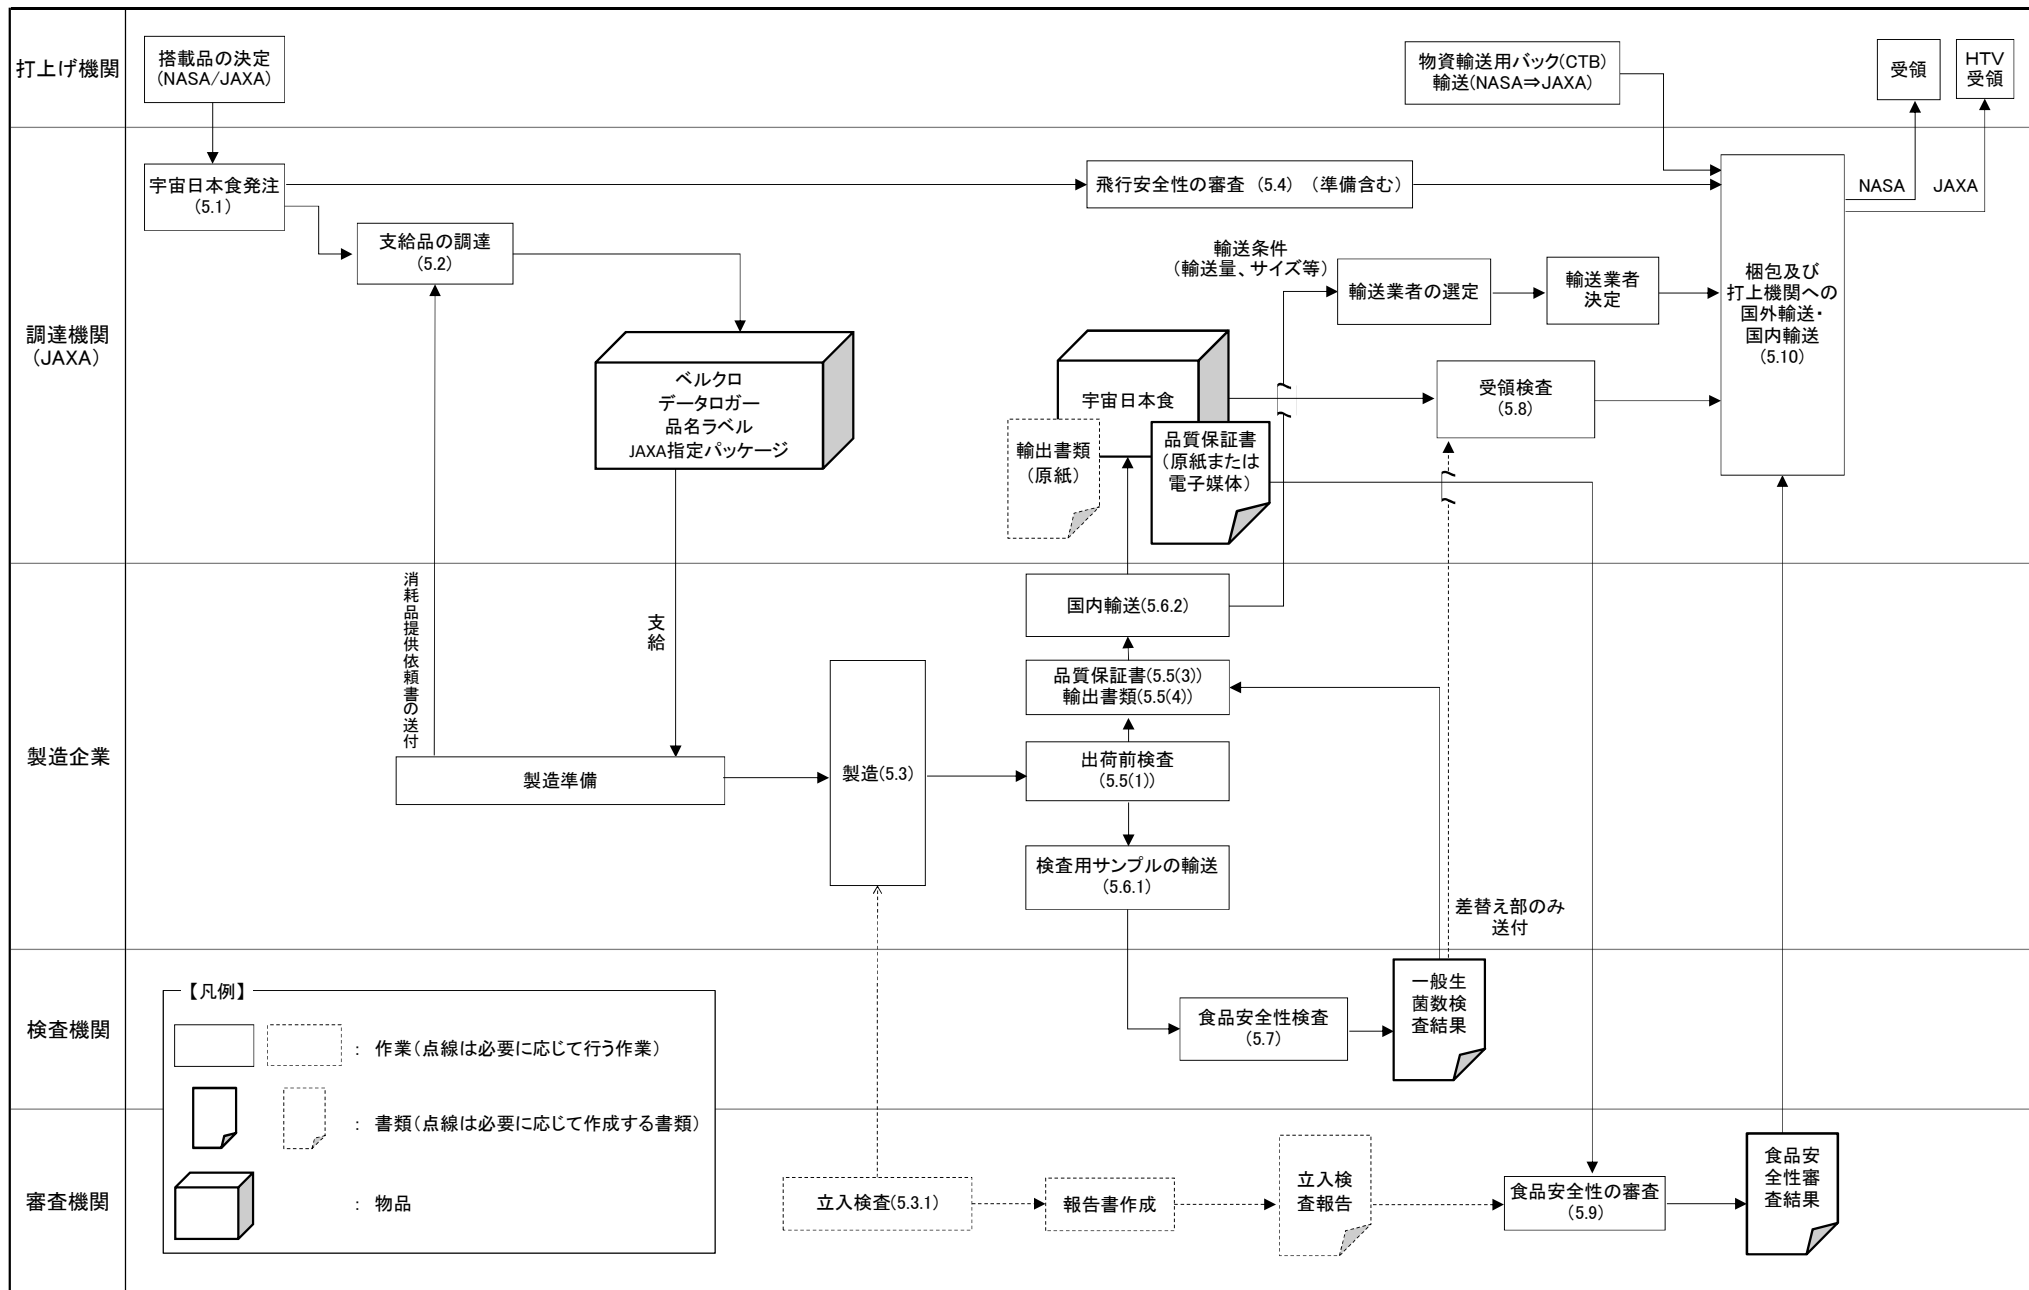 打上げ機関
搭載品の決定
(NASA/JAXA)
物資輸送用バック(CTB)
輸送(NASA⇒JAXA)
受領
HTV
受領
調達機関
(JAXA)
宇宙日本食発注
(5.1)
飛行安全性の審査 (5.4) (準備含む)
NASA
JAXA
支給品の調達
(5.2)
輸送条件
(輸送量、サイズ等)
輸送業者の選定
輸送業者
決定
梱包及び
打上機関への
国外輸送・
国内輸送
(5.10)
ベルクロ
データロガー
品名ラベル
JAXA指定パッケージ
宇宙日本食
輸出書類
(原紙)
品質保証書
(原紙または
電子媒体)
受領検査
(5.8)
製造企業
消耗品提供依頼書の送付
支給
製造準備
製造(5.3)
国内輸送(5.6.2)
品質保証書(5.5(3))
輸出書類(5.5(4))
出荷前検査
(5.5(1))
検査用サンプルの輸送
(5.6.1)
差替え部のみ
送付
検査機関
食品安全性検査
(5.7)
一般生
菌数検
査結果
【凡例】
： 作業(点線は必要に応じて行う作業)
： 書類(点線は必要に応じて作成する書類)
： 物品
審査機関
立入検査(5.3.1)
報告書作成
立入検
査報告
食品安全性の審査
(5.9)
食品安
全性審
査結果